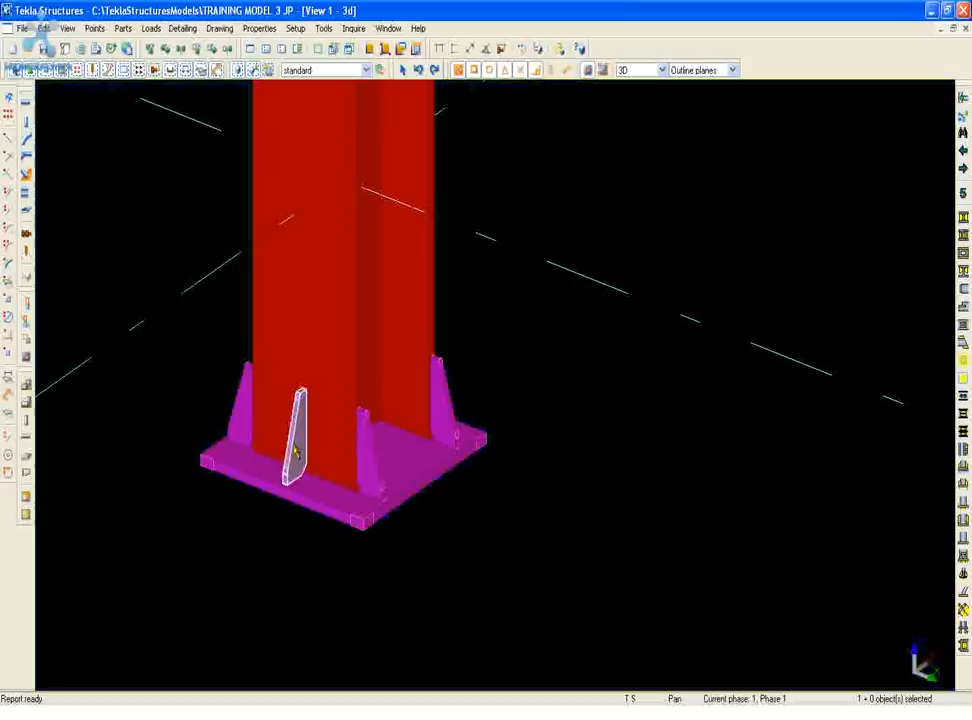 Tekla Structures - C:\TeklaStructuresModels\TRAINING MODEL 3 JP - [View 1 - 3d]
File Edit View Points Parts Loads Detailing Drawing Properties Setup Tools Inquire Window Help
standard 3D Outline planes
Report ready. T S Pan Current phase: 1, Phase 1 1 + 0 object(s) selected